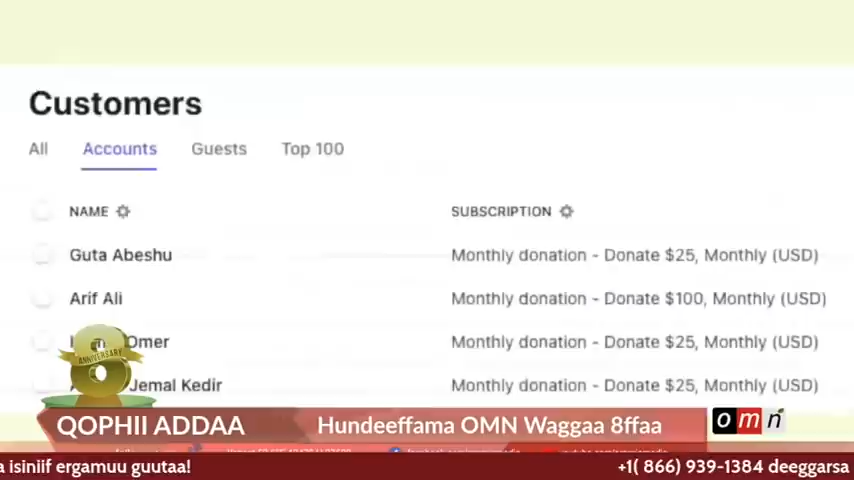 Customers
All Accounts Guests Top 100
NAME SUBSCRIPTION
Guta Abeshu Monthly donation - Donate $25, Monthly (USD)
Arif Ali Monthly donation - Donate $100, Monthly (USD)
Omer Monthly donation - Donate $25, Monthly (USD)
Jemal Kedir Monthly donation - Donate $25, Monthly (USD)
8
ANNIVERSARY
QOPHII ADDAA Hundeeffama OMN Waggaa 8ffaa
omn
a isiniif ergamuu guutaa! +1( 866) 939-1384 deeggarsa